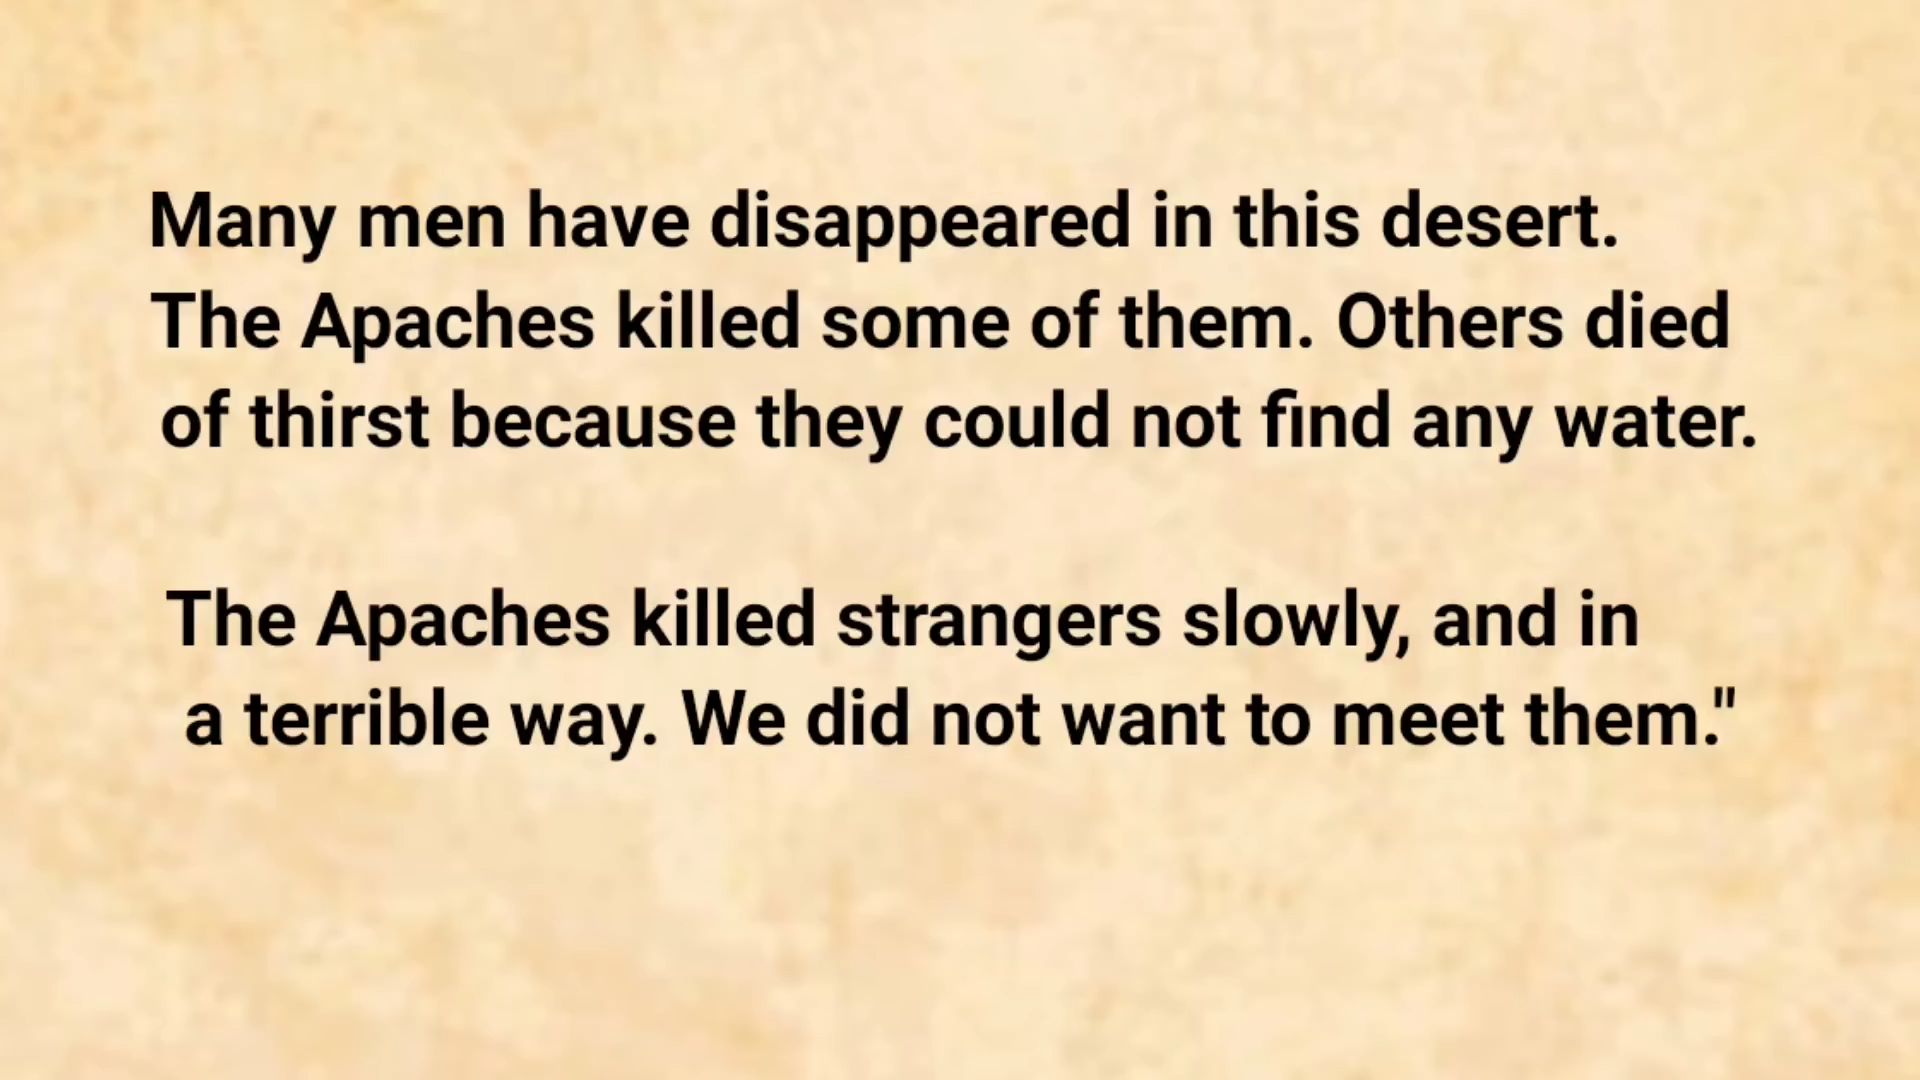 Many men have disappeared in this desert.
The Apaches killed some of them. Others died
of thirst because they could not find any water.
The Apaches killed strangers slowly, and in
a terrible way. We did not want to meet them."